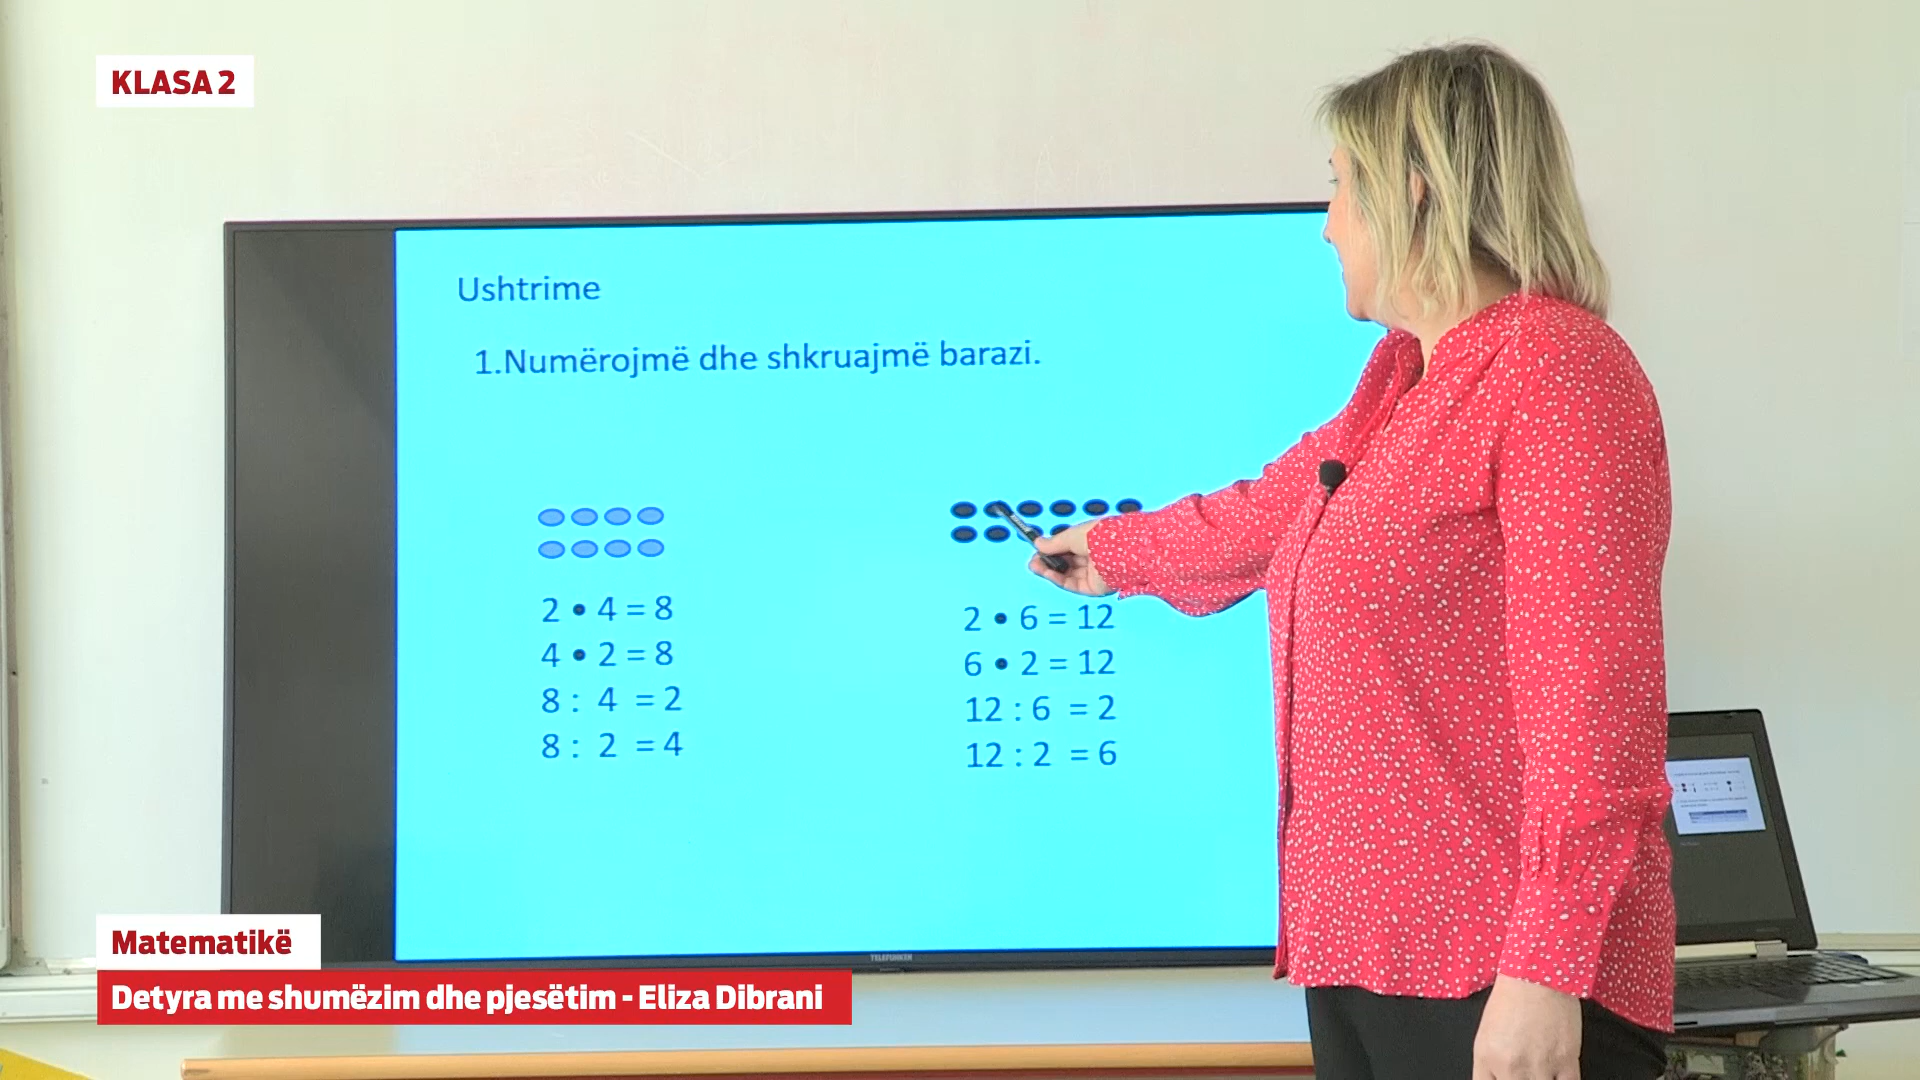 KLASA 2
Ushtrime
1.Numërojmë dhe shkruajmë barazi.
2 • 4 = 8
4 • 2 = 8
8 : 4 = 2
8 : 2 = 4
2 • 6 = 12
6 • 2 = 12
12 : 6 = 2
12 : 2 = 6
TELEFUNKEN
Matematikë
Detyra me shumëzim dhe pjesëtim - Eliza Dibrani